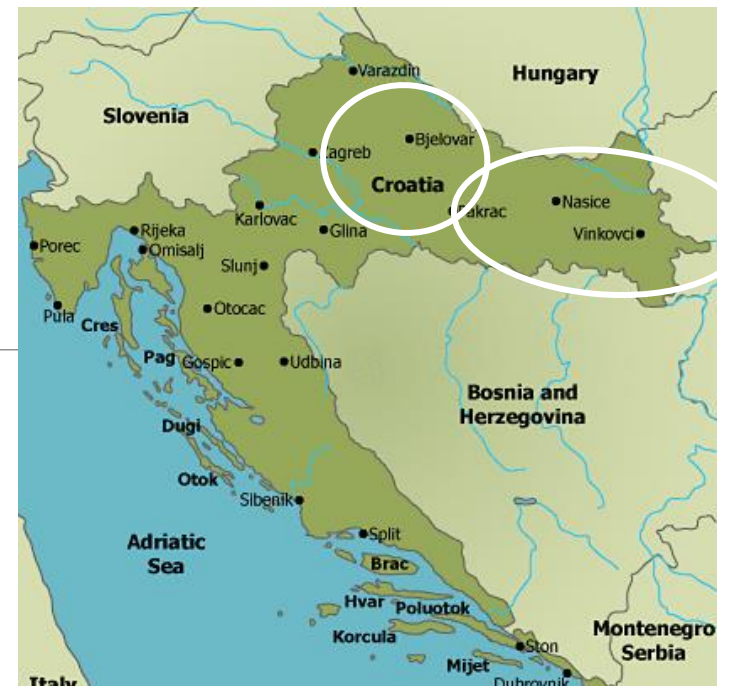 Varazdin
Hungary
Slovenia
Bjelovar
Zagreb
Croatia
Nasice
Pakrac
Karlovac
Glina
Vinkovci
Rijeka
Porec
Omisalj
Slunj
Otocac
Pula
Cres
Pag
Gospic
Udbina
Bosnia and
Herzegovina
Dugi
Otok
Sibenik
Split
Adriatic
Sea
Brac
Hvar
Poluotok
Korcula
Montenegro
Serbia
Ston
Mijet
Italy
Dubrovnik